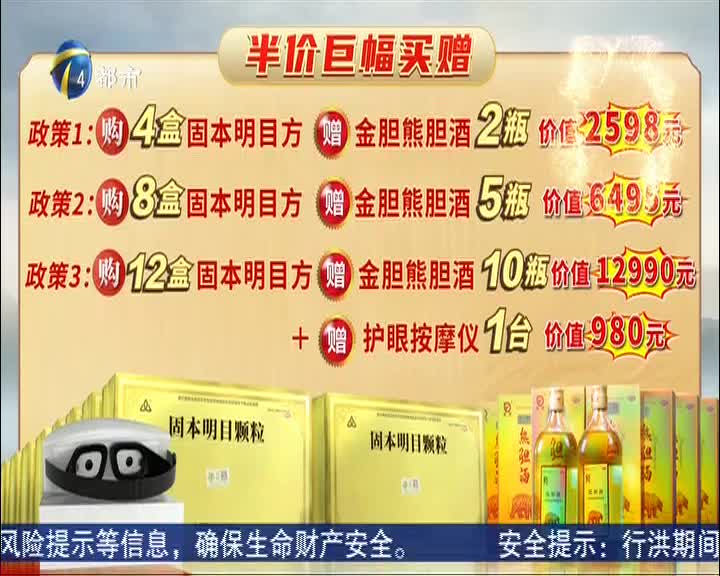 半价巨幅买赠
4 都市
政策1: 购 4盒 固本明目方 赠 金胆熊胆酒 2瓶 价值 2598元
政策2: 购 8盒 固本明目方 赠 金胆熊胆酒 5瓶 价值 6495元
政策3: 购 12盒 固本明目方 赠 金胆熊胆酒 10瓶 价值 12990元
+ 赠 护眼按摩仪 1台 价值 980元
固本明目颗粒
固本明目颗粒
熊胆酒
风险提示等信息，确保生命财产安全。 安全提示：行洪期间